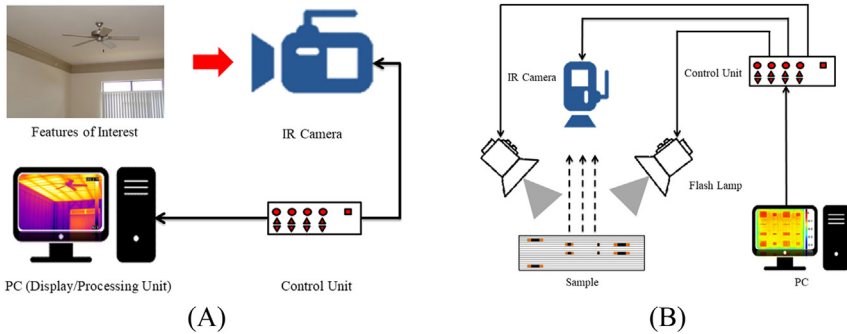 Features of Interest
IR Camera
PC (Display/Processing Unit)
Control Unit
(A)
IR Camera
Control Unit
Flash Lamp
Sample
PC
(B)